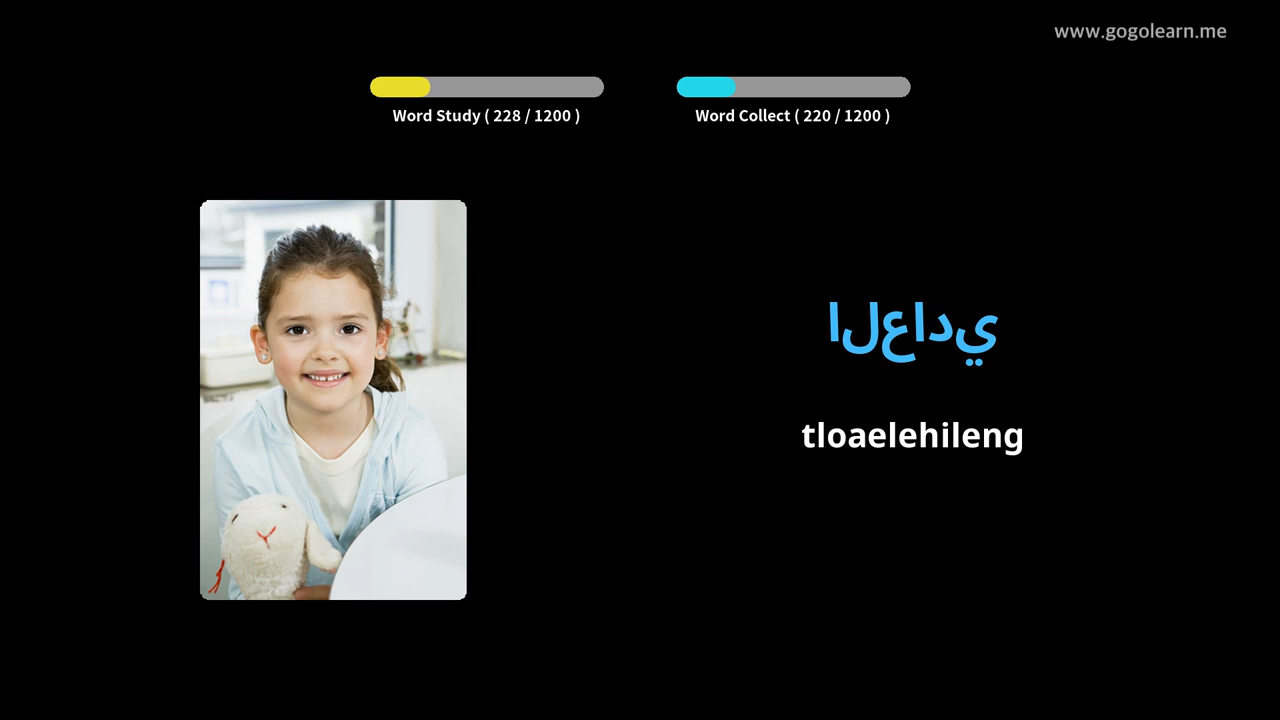 www.gogolearn.me
Word Study ( 228 / 1200 )
Word Collect ( 220 / 1200 )
العادي
tloaelehileng